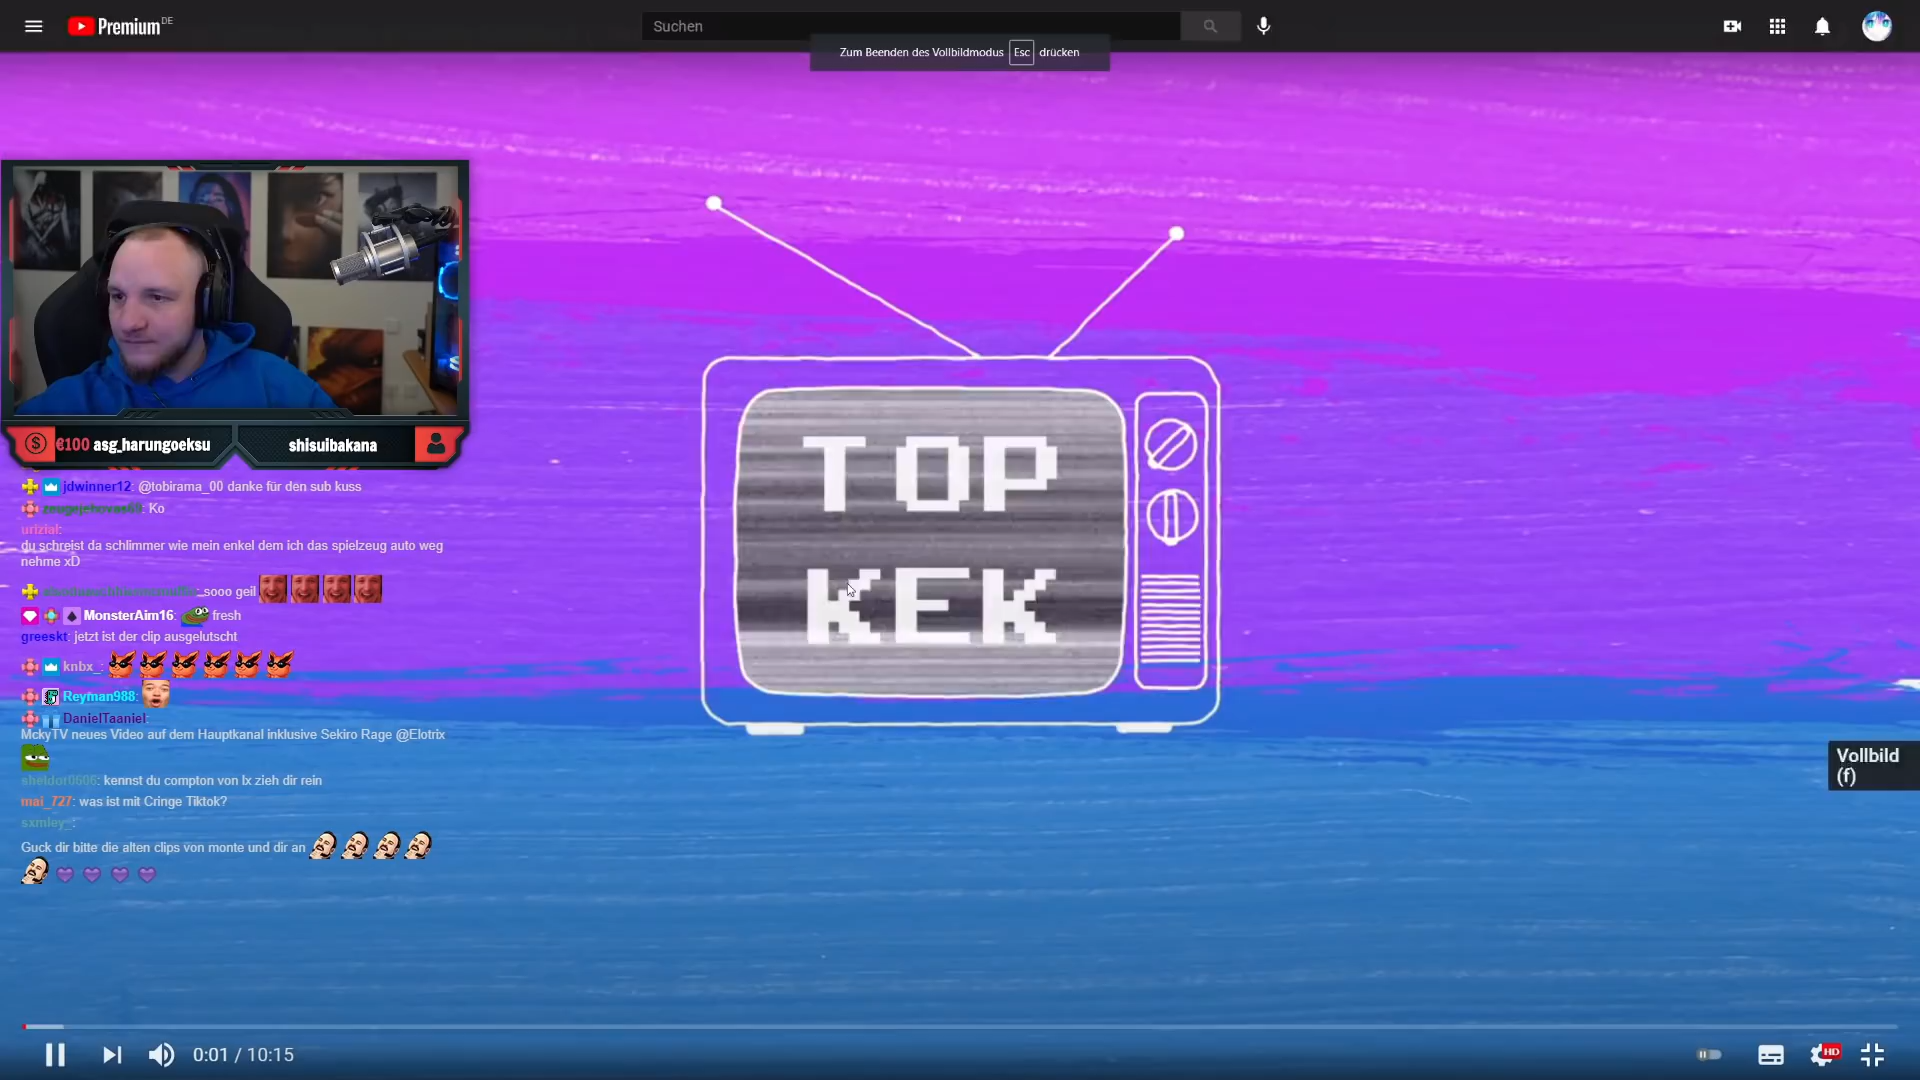 Premium DE
Suchen
Zum Beenden des Vollbildmodus Esc drücken
TOP
KEK
€100 asg_harungoeksu
shisuibakana
jdwinner12: @tobirama_00 danke für den sub kuss
zeugejehovas69: Ko
urizial:
du schreist da schlimmer wie mein enkel dem ich das spielzeug auto weg
nehme xD
: sooo geil
MonsterAim16: fresh
greeskt: jetzt ist der clip ausgelutscht
knbx_:
Reyman988:
DanielTaaniel:
MckyTV neues Video auf dem Hauptkanal inklusive Sekiro Rage @Elotrix
sheldor0606: kennst du compton von lx zieh dir rein
mai_727: was ist mit Cringe Tiktok?
sxmley_:
Guck dir bitte die alten clips von monte und dir an
Vollbild
(f)
0:01 / 10:15
HD